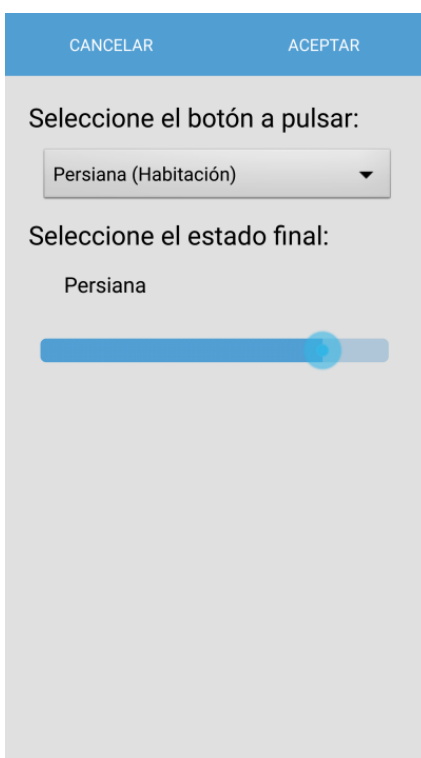 CANCELAR ACEPTAR
Seleccione el botón a pulsar:
Persiana (Habitación)
Seleccione el estado final:
Persiana